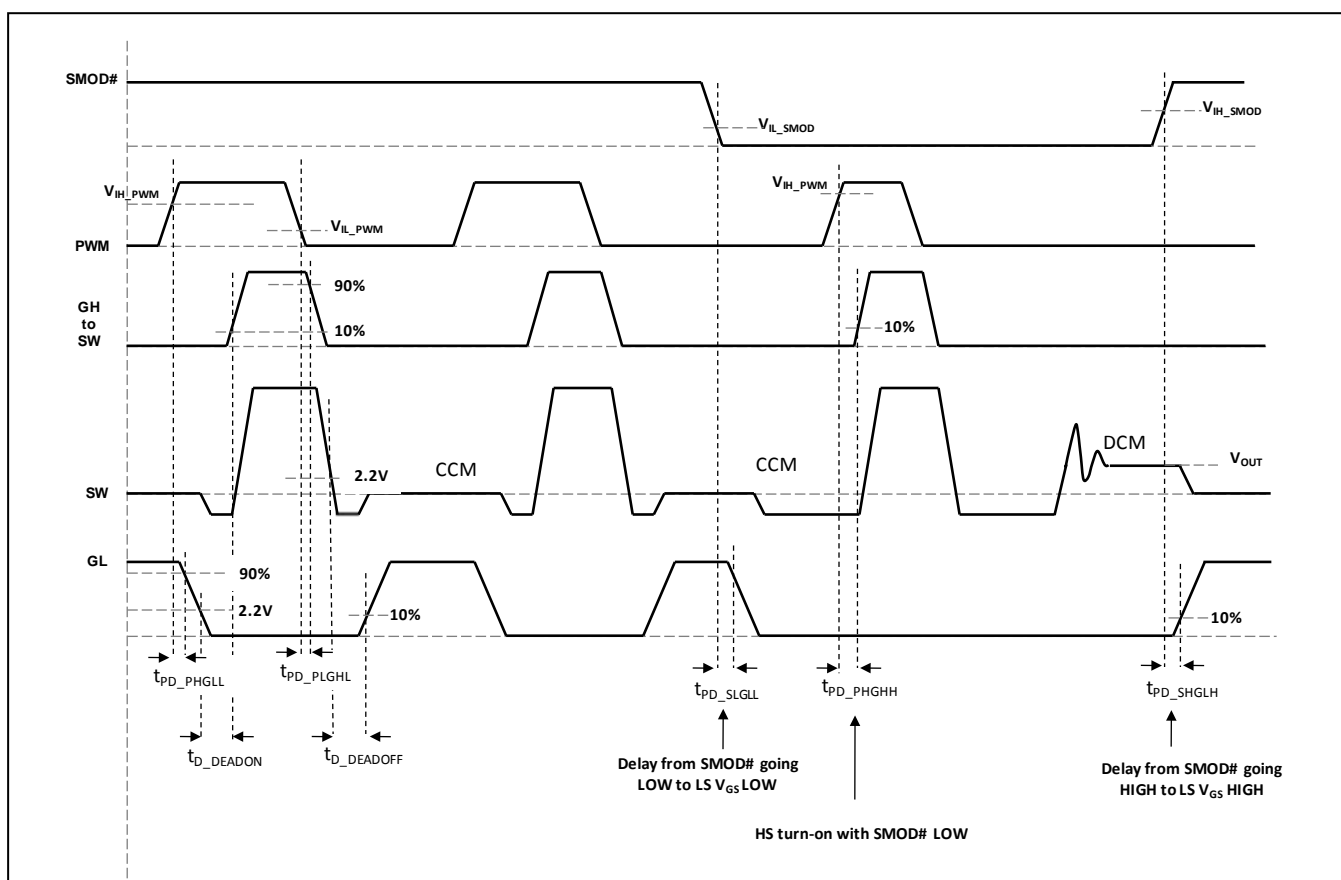 SMOD#
V_IL_SMOD
V_IH_SMOD
V_IH_PWM
V_IL_PWM
V_IH_PWM
PWM
GH
to
SW
90%
10%
10%
SW
2.2V
CCM
CCM
DCM
V_OUT
GL
90%
2.2V
10%
10%
t_PD_PHGLL
t_PD_PLGHL
t_PD_SLGLL
t_PD_PHGHH
t_PD_SHGLH
t_D_DEADON
t_D_DEADOFF
Delay from SMOD# going
LOW to LS V_GS LOW
Delay from SMOD# going
HIGH to LS V_GS HIGH
HS turn-on with SMOD# LOW